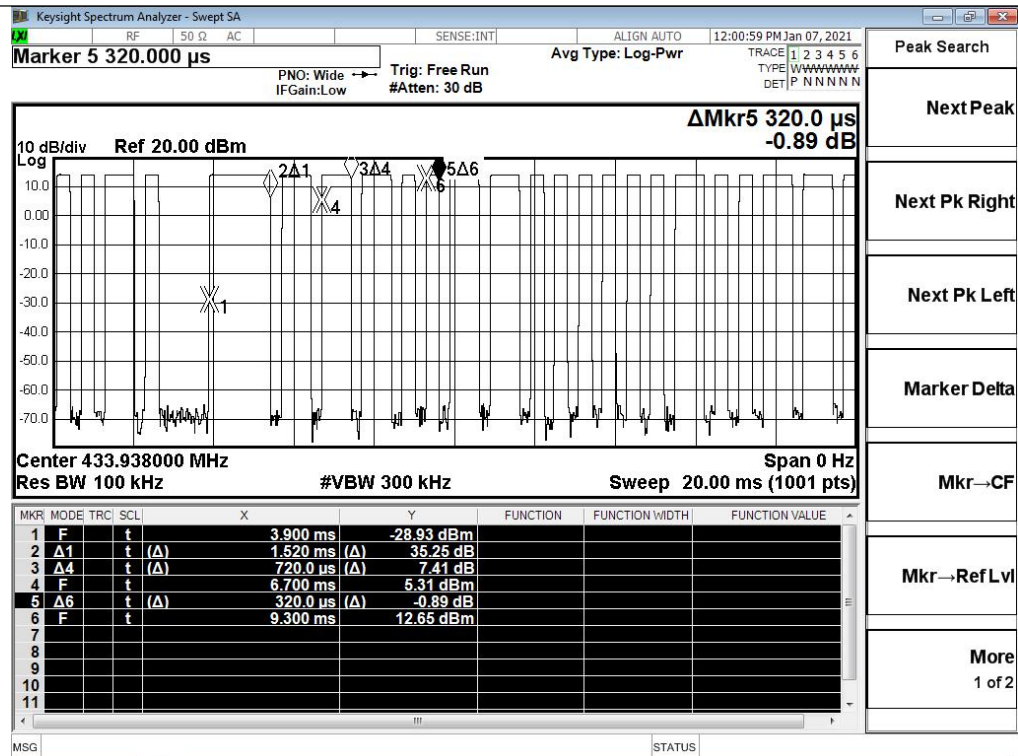 Keysight Spectrum Analyzer - Swept SA
LXI RF 50 Ω AC SENSE:INT ALIGN AUTO 12:00:59 PM Jan 07, 2021
Marker 5 320.000 µs
PNO: Wide
IFGain:Low
Trig: Free Run
#Atten: 30 dB
Avg Type: Log-Pwr
TRACE 1 2 3 4 5 6
TYPE WWWWWW
DET P N N N N N
ΔMkr5 320.0 µs
-0.89 dB
10 dB/div Ref 20.00 dBm
Log
10.0
0.00
-10.0
-20.0
-30.0
-40.0
-50.0
-60.0
-70.0
2Δ1
3Δ4
5Δ6
6
4
1
Center 433.938000 MHz Span 0 Hz
Res BW 100 kHz #VBW 300 kHz Sweep 20.00 ms (1001 pts)
MKR MODE TRC SCL X Y FUNCTION FUNCTION WIDTH FUNCTION VALUE
1 F t 3.900 ms -28.93 dBm
2 Δ1 t (Δ) 1.520 ms (Δ) 35.25 dB
3 Δ4 t (Δ) 720.0 µs (Δ) 7.41 dB
4 F t 6.700 ms 5.31 dBm
5 Δ6 t (Δ) 320.0 µs (Δ) -0.89 dB
6 F t 9.300 ms 12.65 dBm
7
8
9
10
11
MSG STATUS
Peak Search
Next Peak
Next Pk Right
Next Pk Left
Marker Delta
Mkr→CF
Mkr→Ref Lvl
More
1 of 2